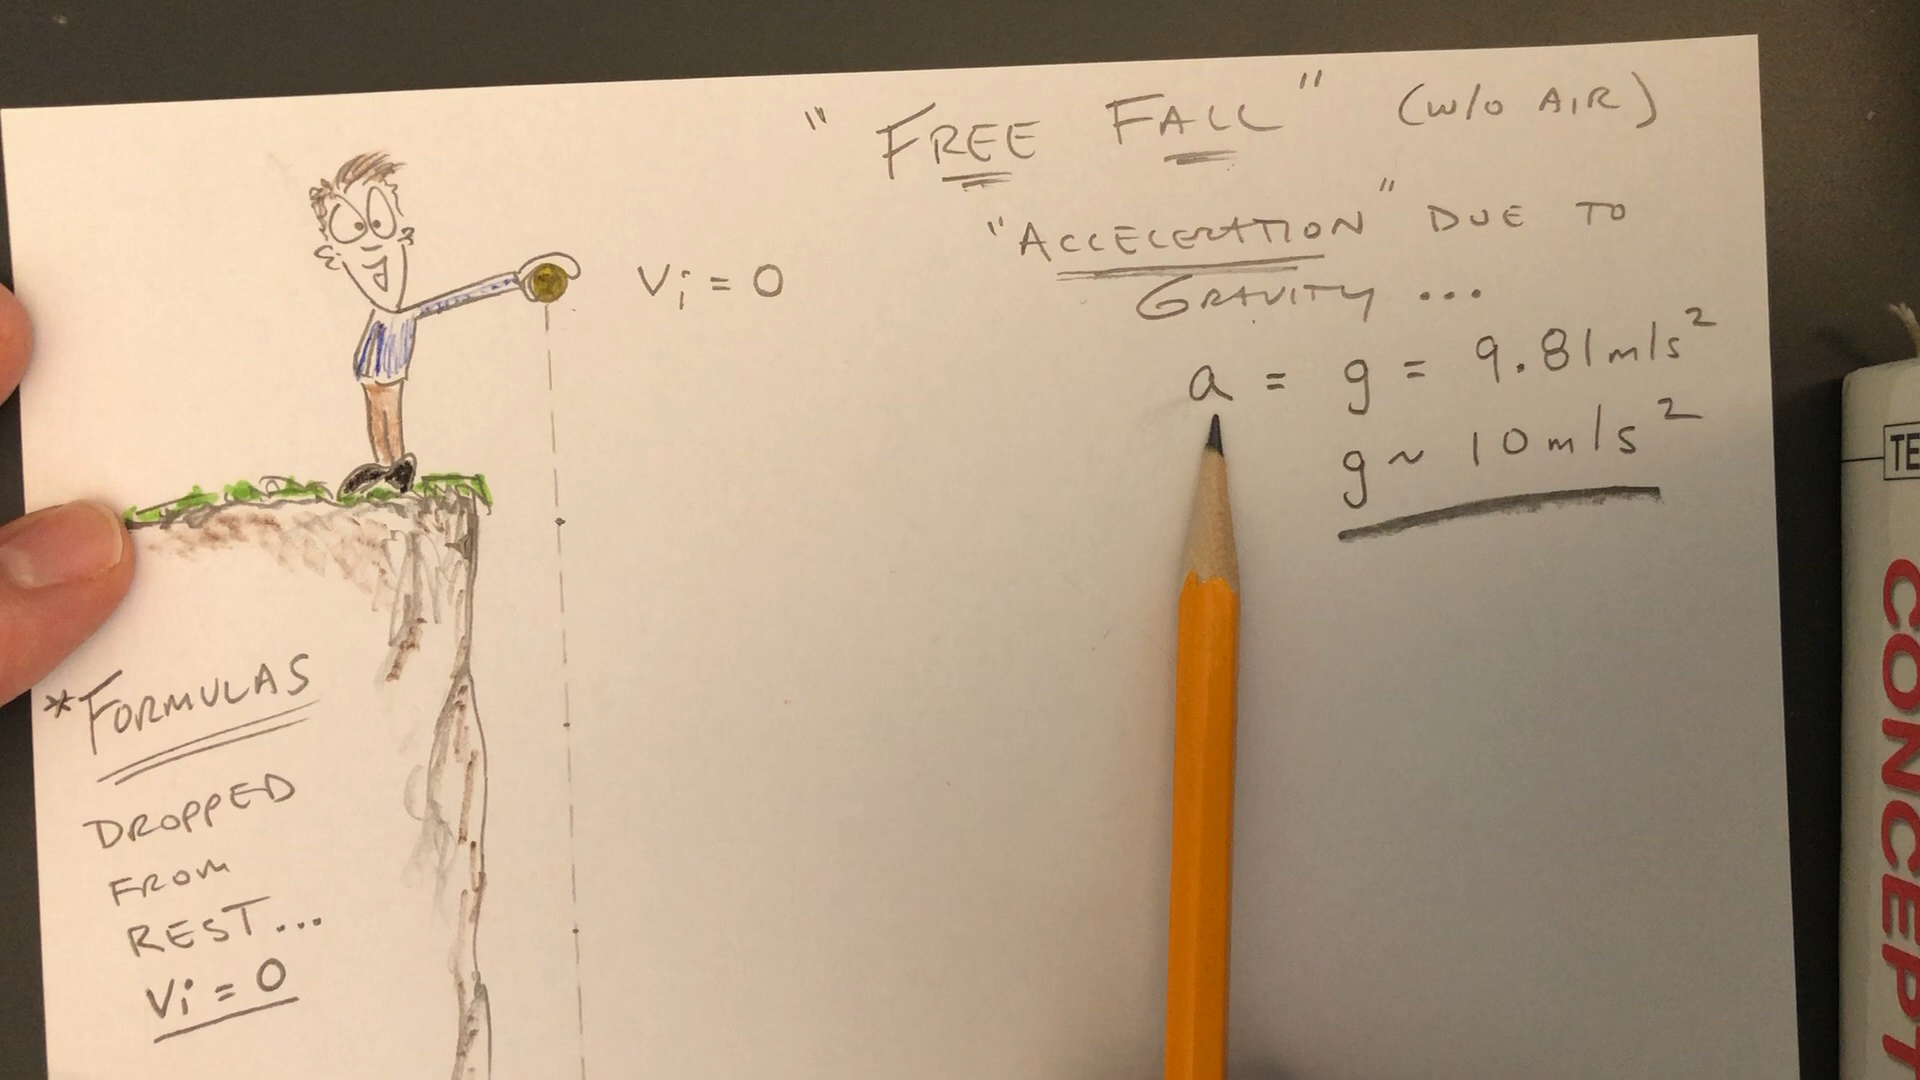 "FREE FALL" (w/o AIR)
"ACCELERATION" DUE TO
GRAVITY ...
a = g = 9.81 m/s²
g ~ 10 m/s²
Vi = 0
*FORMULAS
DROPPED
FROM
REST...
Vi = 0
TE
CONCEPT